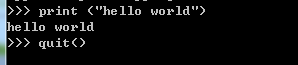 >>> print ("hello world")
hello world
>>> quit()